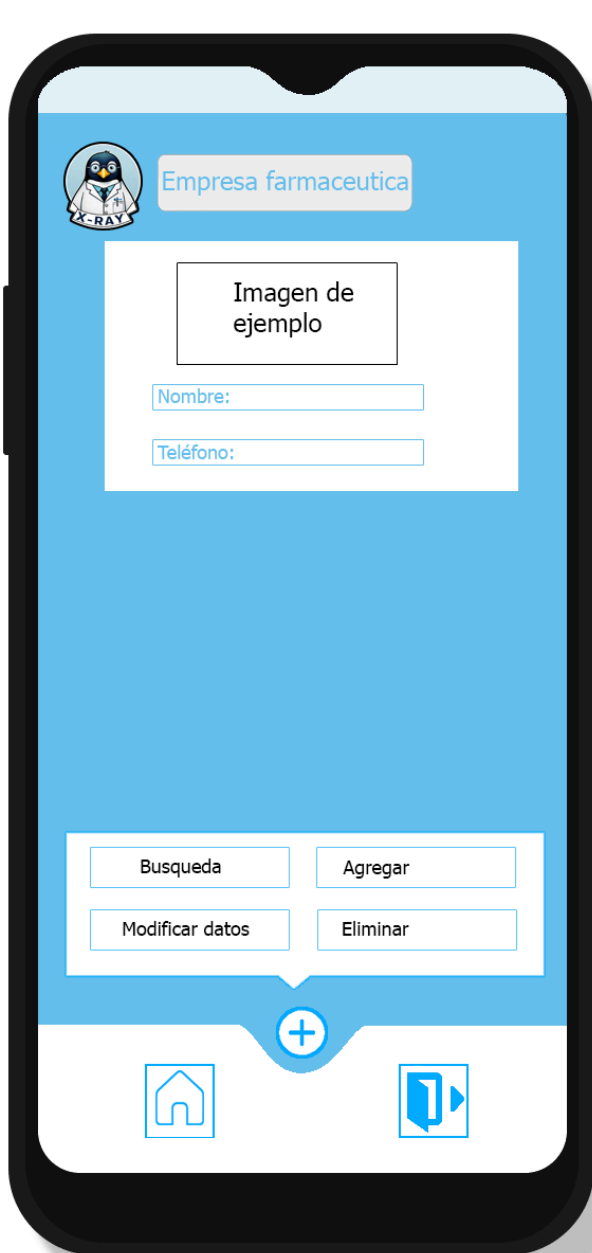 X-RAY
Empresa farmaceutica
Imagen de
ejemplo
Nombre:
Teléfono:
Busqueda
Agregar
Modificar datos
Eliminar